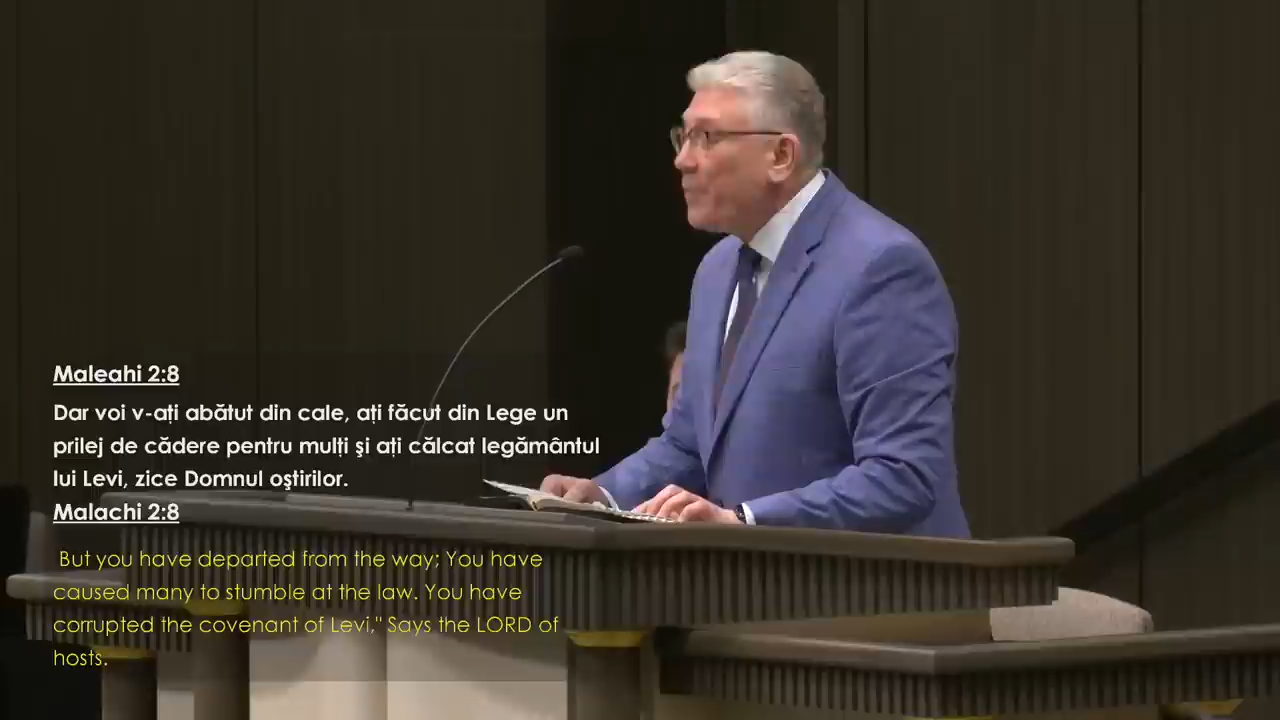 Maleahi 2:8
Dar voi v-ați abătut din cale, ați făcut din Lege un
prilej de cădere pentru mulți şi ați călcat legământul
lui Levi, zice Domnul oştirilor.
Malachi 2:8
But you have departed from the way; You have
caused many to stumble at the law. You have
corrupted the covenant of Levi," Says the LORD of
hosts.